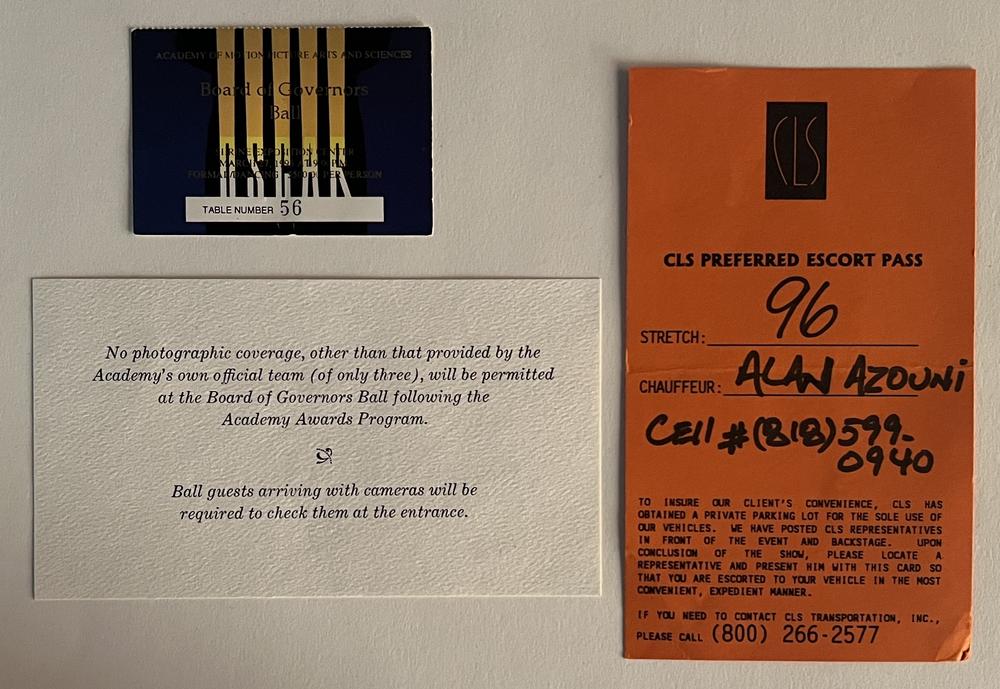 ACADEMY OF MOTION PICTURE ARTS AND SCIENCES
Board of Governors
Ball
SHRINE EXPOSITION CENTER
FORMAL/DANCING PER PERSON
TABLE NUMBER 56
No photographic coverage, other than that provided by the
Academy's own official team (of only three), will be permitted
at the Board of Governors Ball following the
Academy Awards Program.
Ball guests arriving with cameras will be
required to check them at the entrance.
CLS
CLS PREFERRED ESCORT PASS
STRETCH: 96
CHAUFFEUR: ALAN AZOUNi
CEll #(818)599-
0940
TO INSURE OUR CLIENT'S CONVENIENCE, CLS HAS
OBTAINED A PRIVATE PARKING LOT FOR THE SOLE USE OF
OUR VEHICLES. WE HAVE POSTED CLS REPRESENTATIVES
IN FRONT OF THE EVENT AND BACKSTAGE. UPON
CONCLUSION OF THE SHOW, PLEASE LOCATE A
REPRESENTATIVE AND PRESENT HIM WITH THIS CARD SO
THAT YOU ARE ESCORTED TO YOUR VEHICLE IN THE MOST
CONVENIENT, EXPEDIENT MANNER.
IF YOU NEED TO CONTACT CLS TRANSPORTATION, INC.,
PLEASE CALL (800) 266-2577